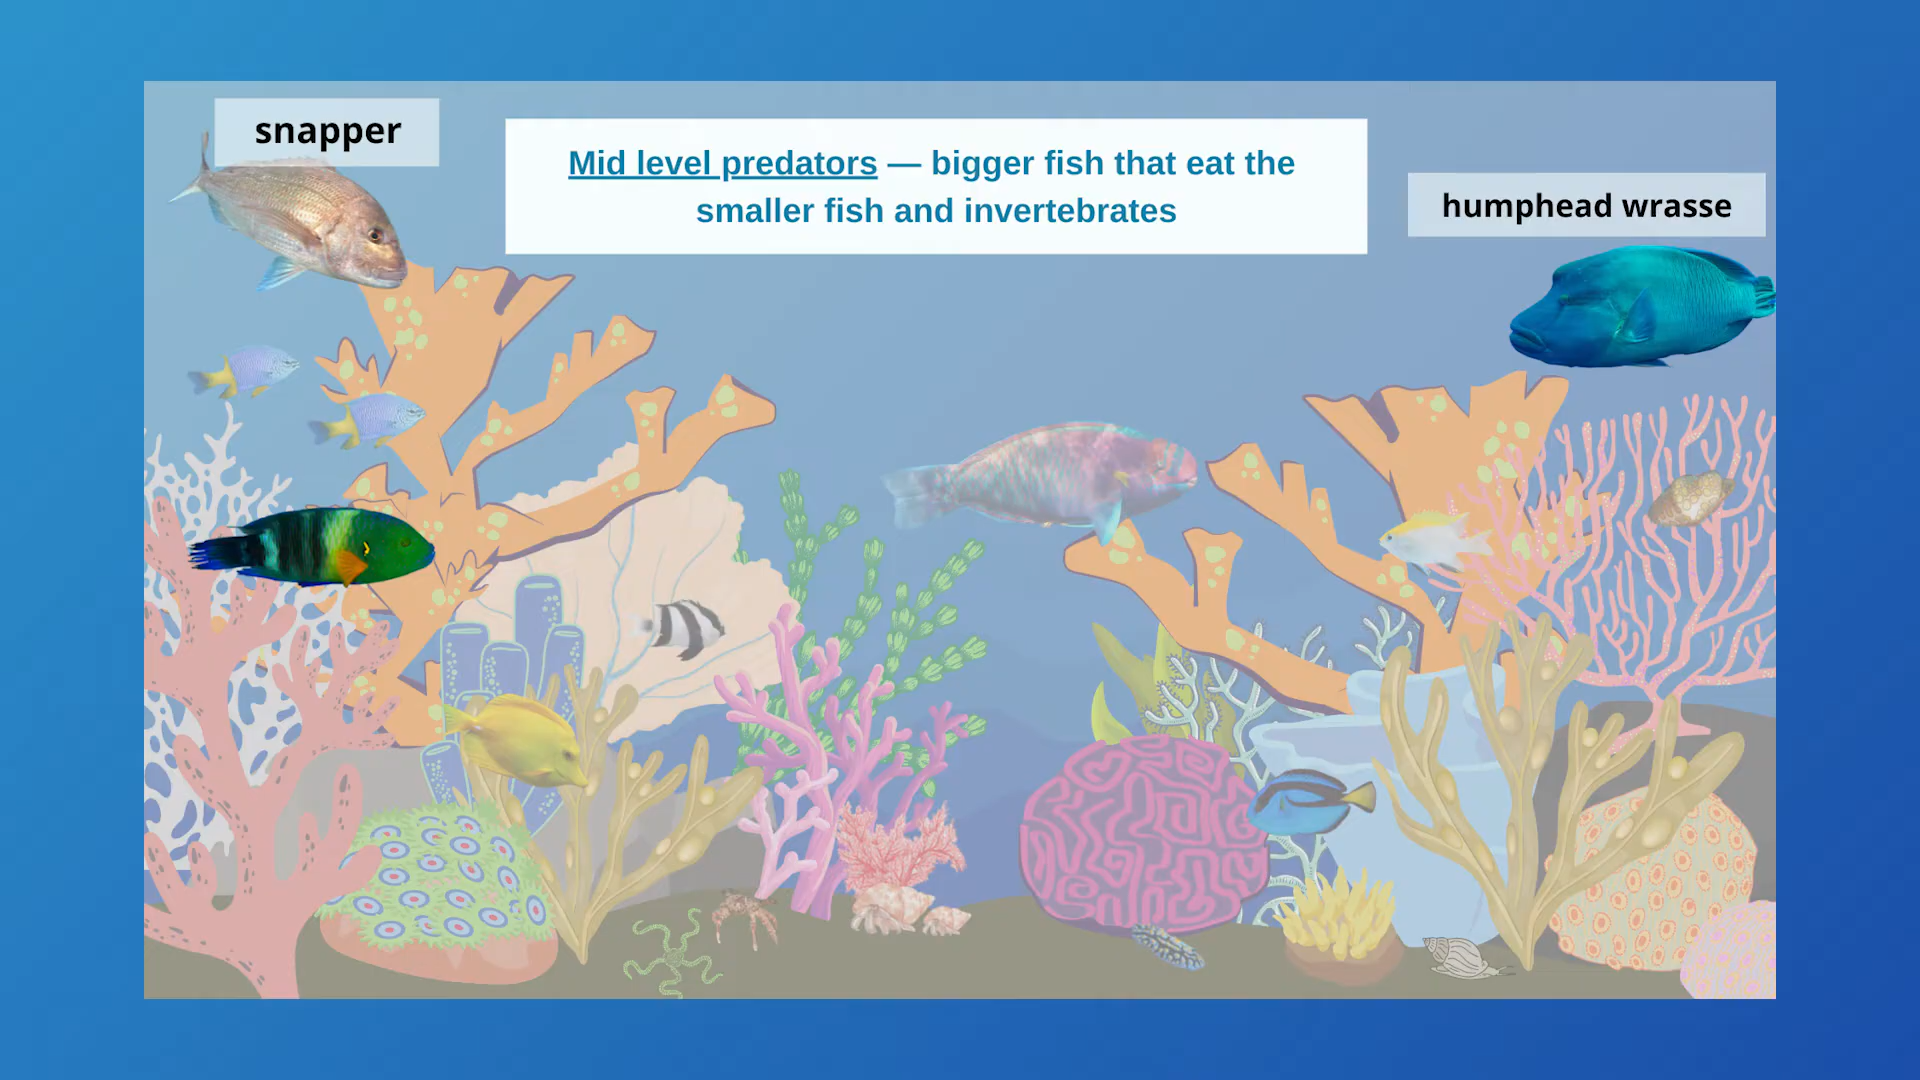 snapper
Mid level predators — bigger fish that eat the
smaller fish and invertebrates
humphead wrasse